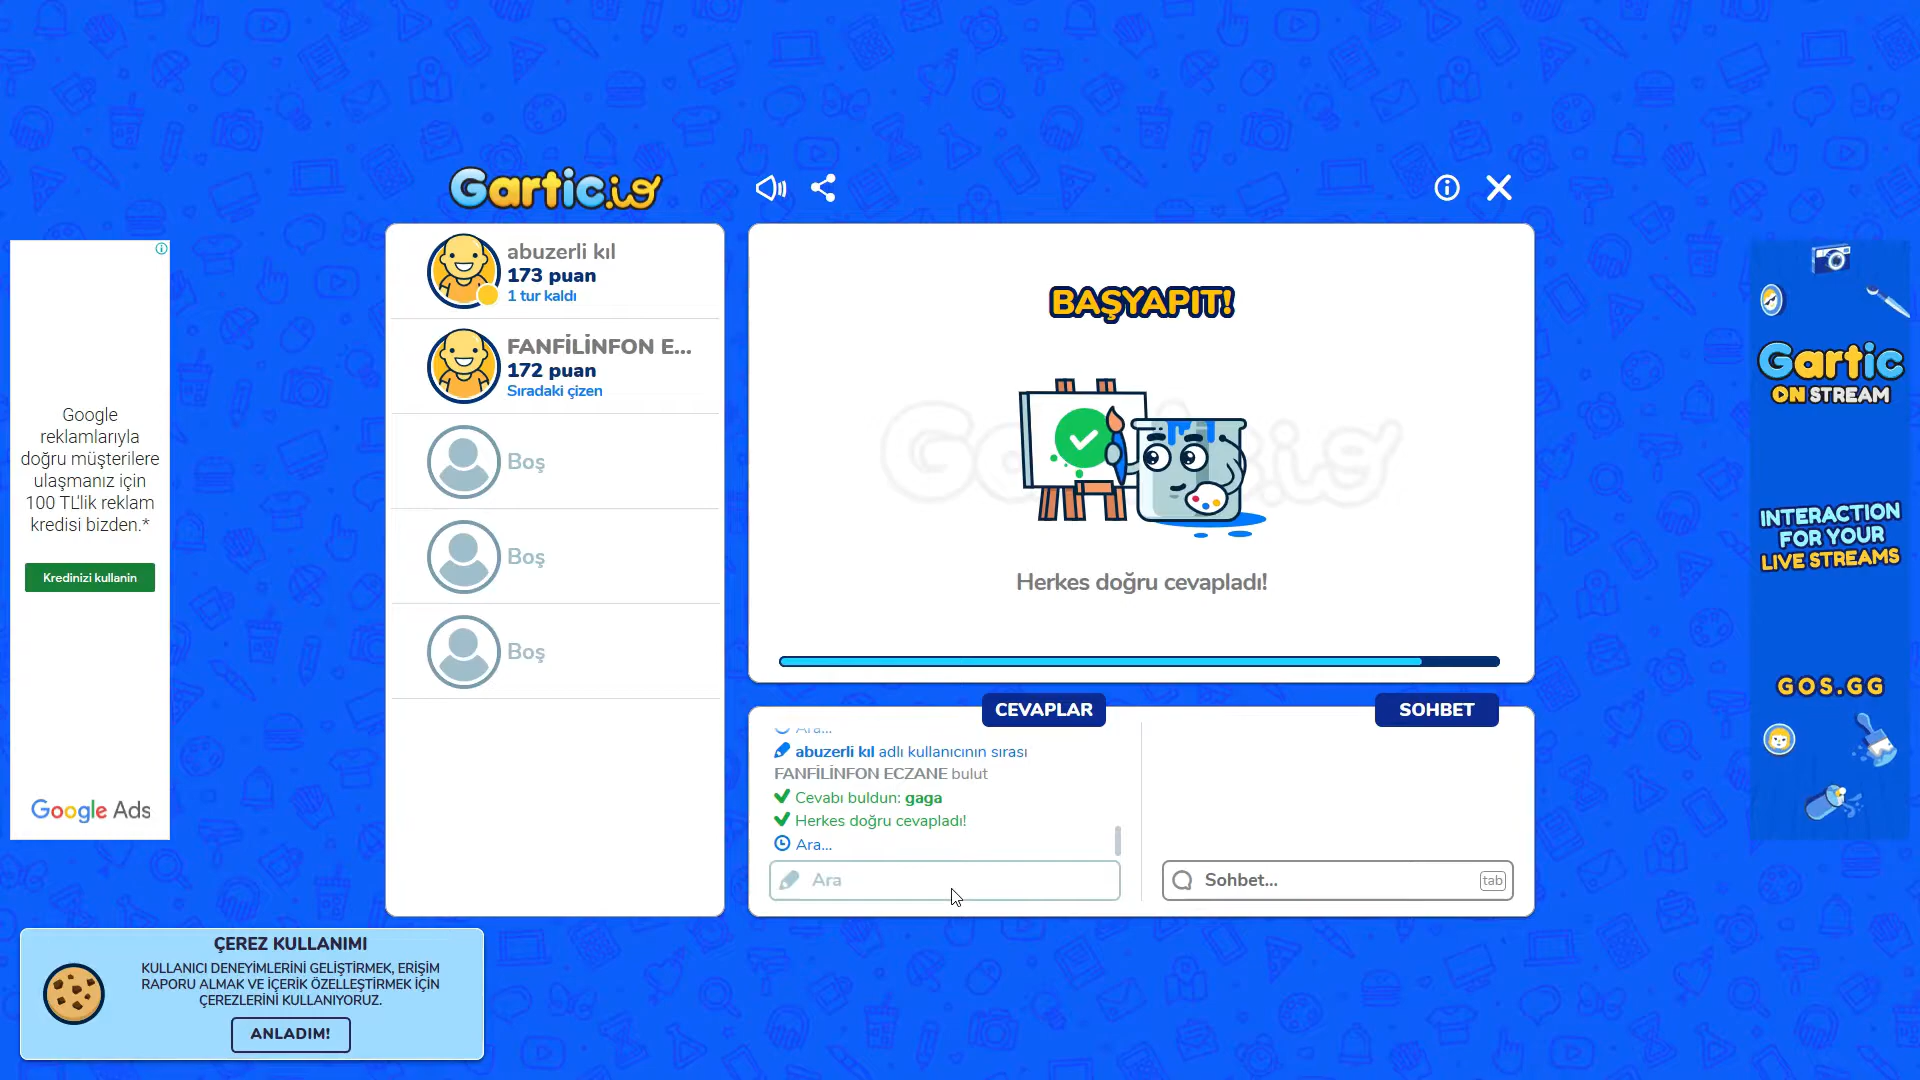 Gartic.io
abuzerli kıl
173 puan
1 tur kaldı
FANFİLİNFON E...
172 puan
Sıradaki çizen
Boş
Boş
Boş
BAŞYAPIT!
Herkes doğru cevapladı!
CEVAPLAR
Ara...
abuzerli kıl adlı kullanıcının sırası
FANFİLİNFON ECZANE bulut
Cevabı buldun: gaga
Herkes doğru cevapladı!
Ara...
Ara
SOHBET
Sohbet...
tab
Google
reklamlarıyla
doğru müşterilere
ulaşmanız için
100 TL'lik reklam
kredisi bizden.*
Kredinizi kullanin
Google Ads
ÇEREZ KULLANIMI
KULLANICI DENEYİMLERİNİ GELİŞTİRMEK, ERİŞİM
RAPORU ALMAK VE İÇERİK ÖZELLEŞTİRMEK İÇİN
ÇEREZLERİNİ KULLANIYORUZ.
ANLADIM!
Gartic
ON STREAM
INTERACTION
FOR YOUR
LIVE STREAMS
GOS.GG